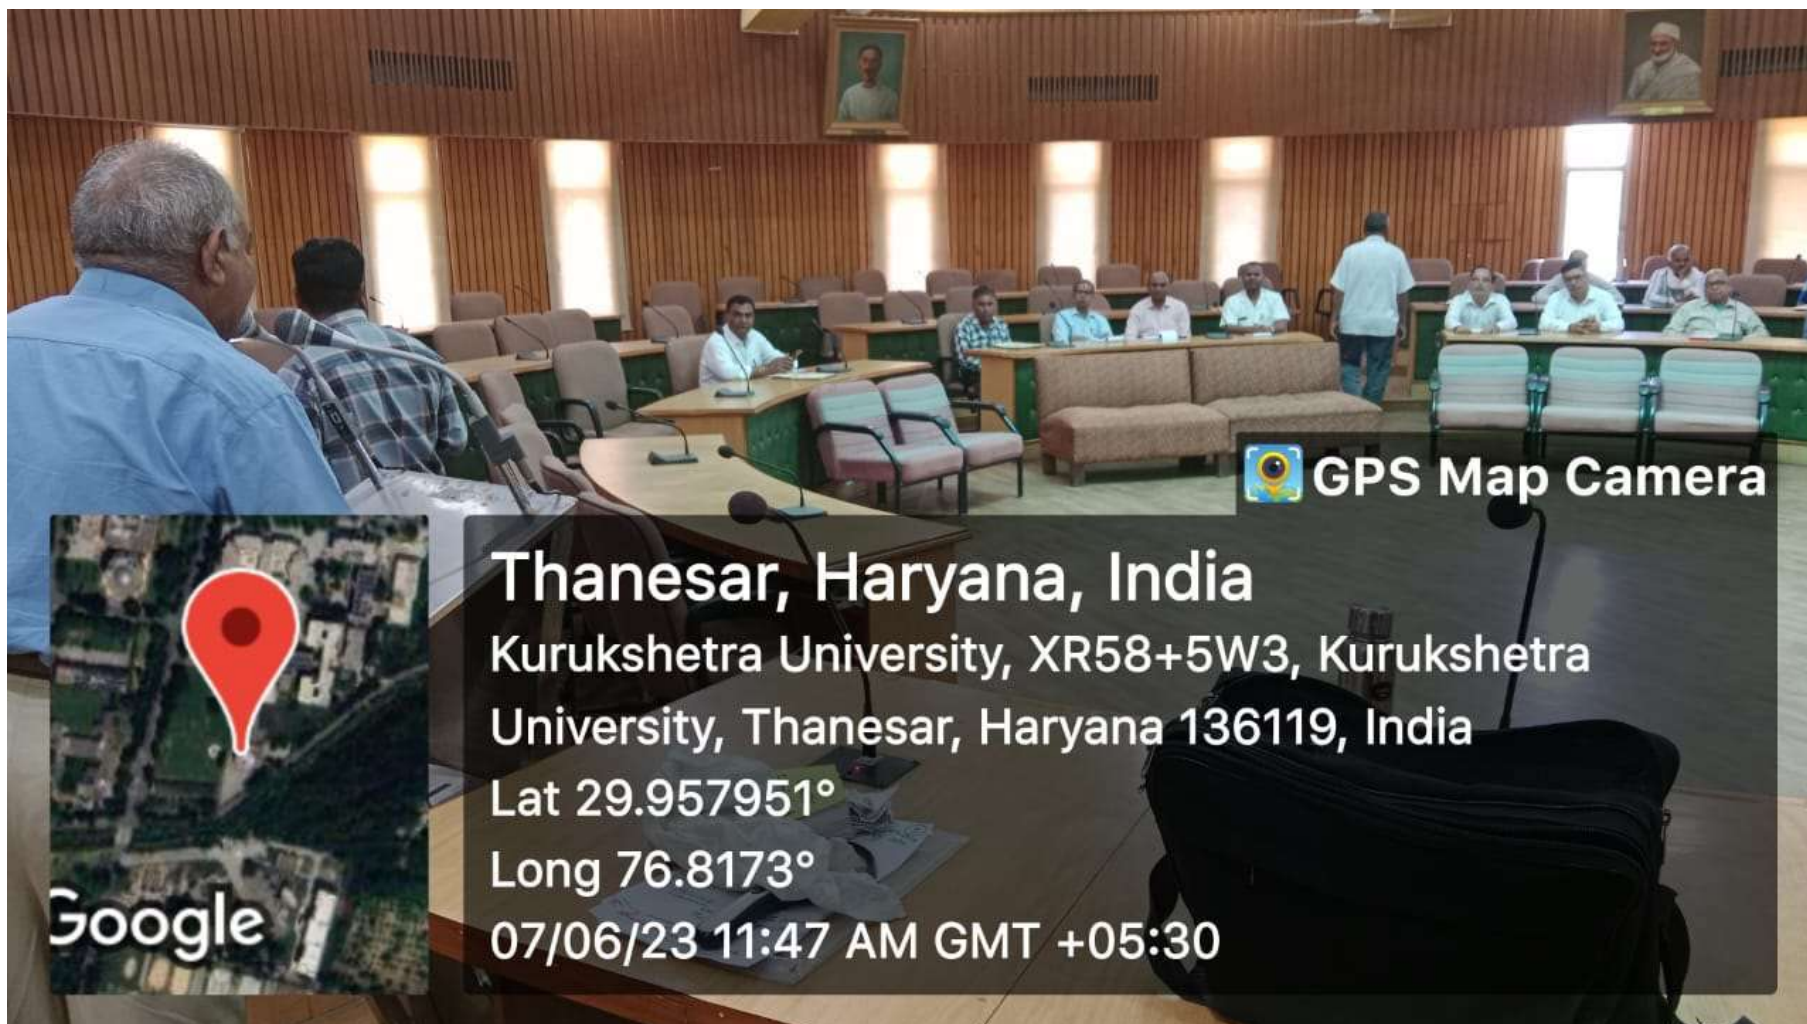 GPS Map Camera
Thanesar, Haryana, India
Kurukshetra University, XR58+5W3, Kurukshetra
University, Thanesar, Haryana 136119, India
Lat 29.957951°
Long 76.8173°
07/06/23 11:47 AM GMT +05:30
Google